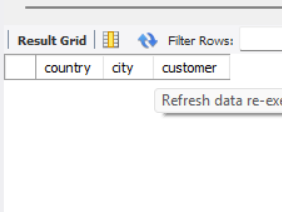 Result Grid Filter Rows:
country city customer
Refresh data re-exe